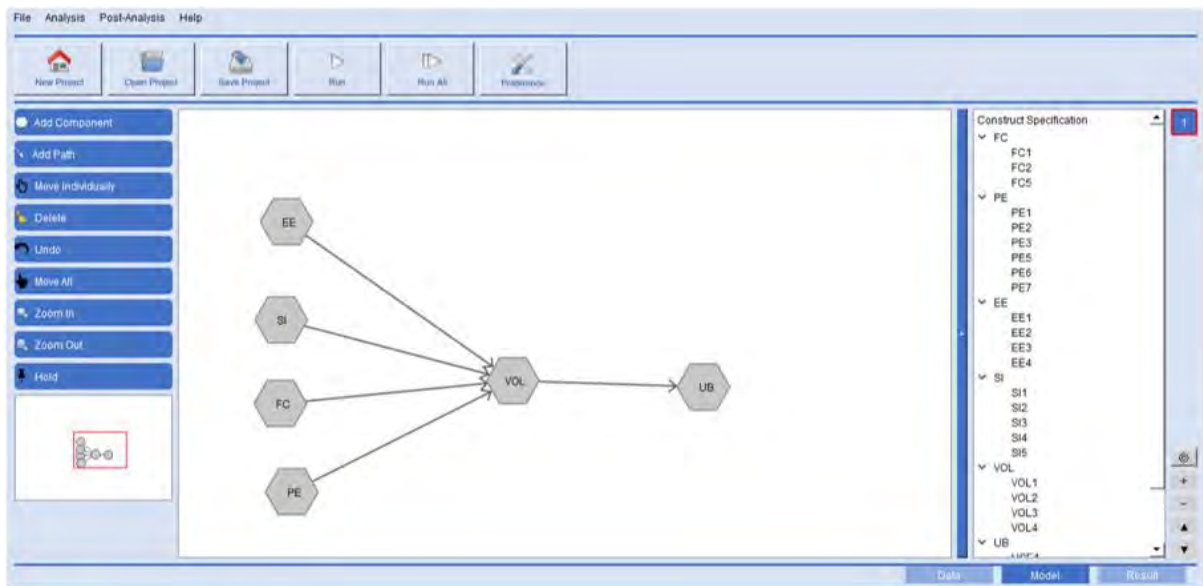 File Analysis Post-Analysis Help
New Project Open Project Save Project Run Run All Preference
Add Component
Add Path
Move Individually
Delete
Undo
Move All
Zoom In
Zoom Out
Hold
EE
SI
FC
PE
VOL
UB
Construct Specification
FC
FC1
FC2
FC5
PE
PE1
PE2
PE3
PE5
PE6
PE7
EE
EE1
EE2
EE3
EE4
SI
SI1
SI2
SI3
SI4
SI5
VOL
VOL1
VOL2
VOL3
VOL4
UB
1
Data Model Result